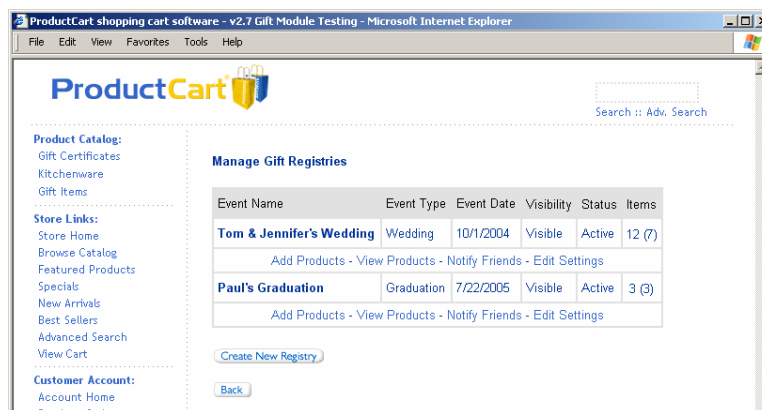 ProductCart shopping cart software - v2.7 Gift Module Testing - Microsoft Internet Explorer
File Edit View Favorites Tools Help
ProductCart
Search :: Adv. Search
Product Catalog:
Gift Certificates
Kitchenware
Gift Items
Store Links:
Store Home
Browse Catalog
Featured Products
Specials
New Arrivals
Best Sellers
Advanced Search
View Cart
Customer Account:
Account Home
Manage Gift Registries
Event Name Event Type Event Date Visibility Status Items
Tom & Jennifer's Wedding Wedding 10/1/2004 Visible Active 12 (7)
Add Products - View Products - Notify Friends - Edit Settings
Paul's Graduation Graduation 7/22/2005 Visible Active 3 (3)
Add Products - View Products - Notify Friends - Edit Settings
Create New Registry
Back